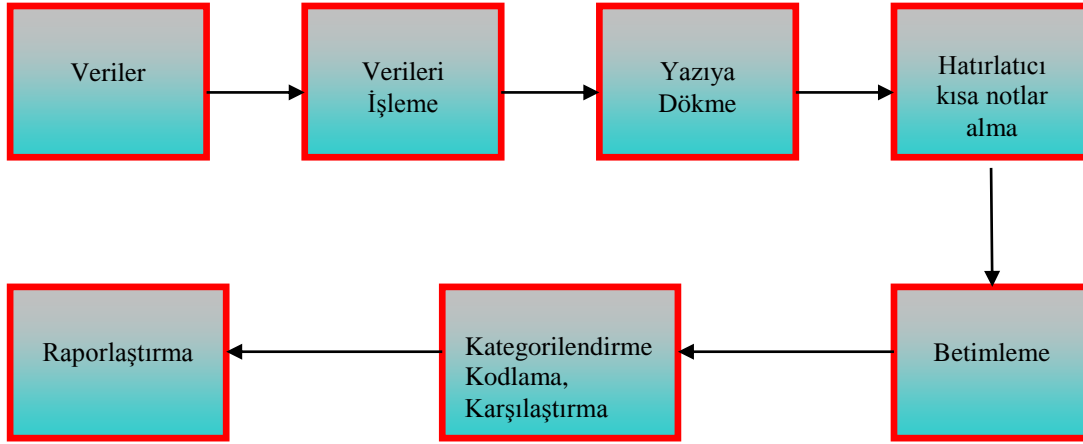 Veriler
Verileri
İşleme
Yazıya
Dökme
Hatırlatıcı
kısa notlar
alma
Raporlaştırma
Kategorilendirme
Kodlama,
Karşılaştırma
Betimleme